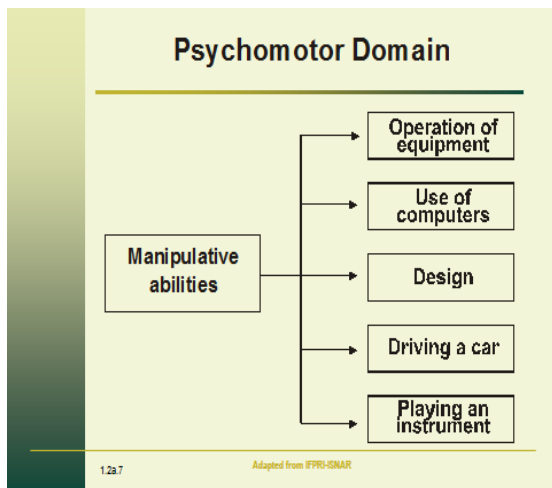 Psychomotor Domain
Operation of
equipment
Use of
computers
Manipulative
abilities
Design
Driving a car
Playing an
instrument
1.2a.7
Adapted from IFPRI-ISNAR